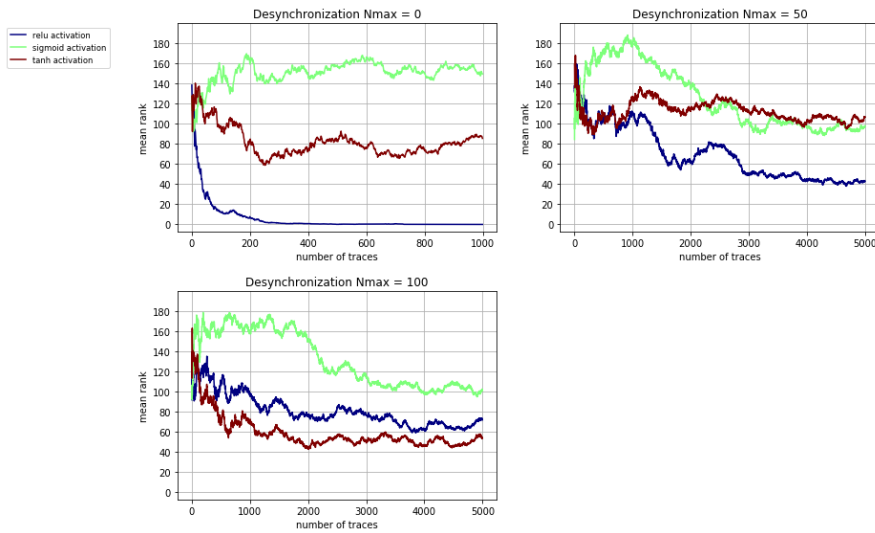 relu activation
sigmoid activation
tanh activation
Desynchronization Nmax = 0
mean rank
180
160
140
120
100
80
60
40
20
0
0 200 400 600 800 1000
number of traces
Desynchronization Nmax = 50
mean rank
180
160
140
120
100
80
60
40
20
0
0 1000 2000 3000 4000 5000
number of traces
Desynchronization Nmax = 100
mean rank
180
160
140
120
100
80
60
40
20
0
0 1000 2000 3000 4000 5000
number of traces